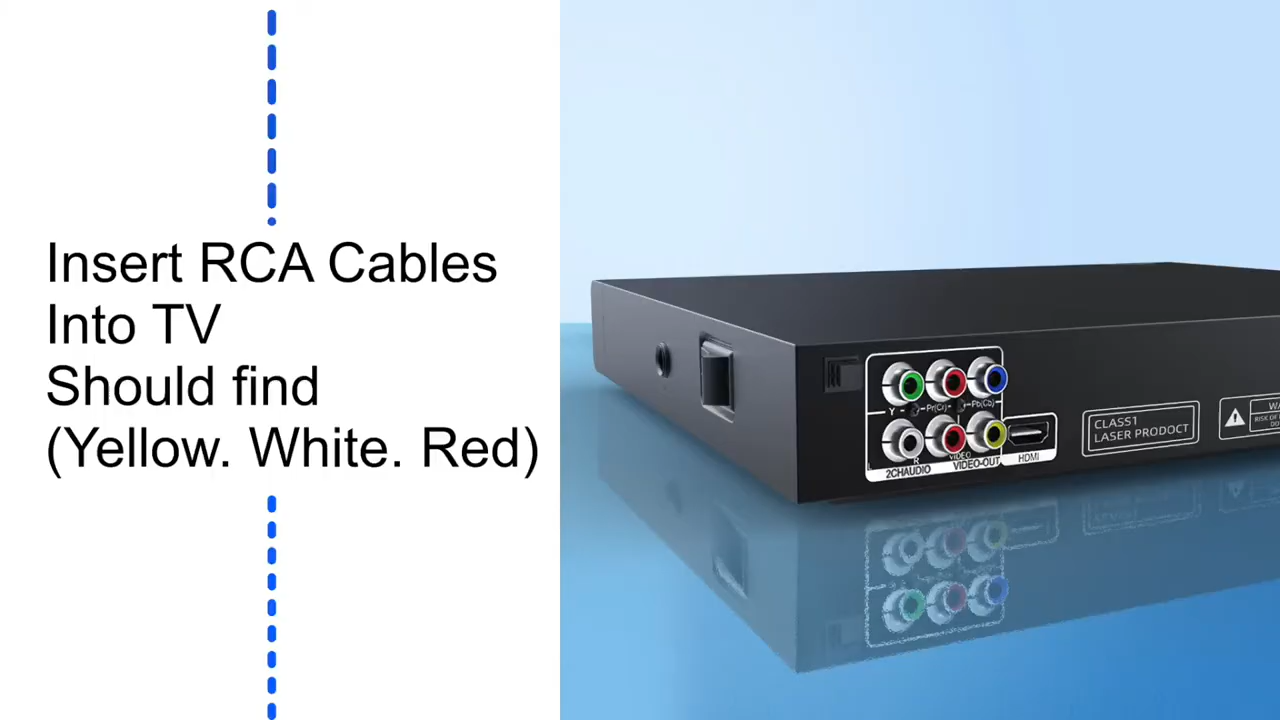 Insert RCA Cables
Into TV
Should find
(Yellow. White. Red)
Y Pr(Cr) Pb(Cb)
L R VIDEO
2CHAUDIO VIDEO-OUT HDMI
CLASS1
LASER PRODUCT